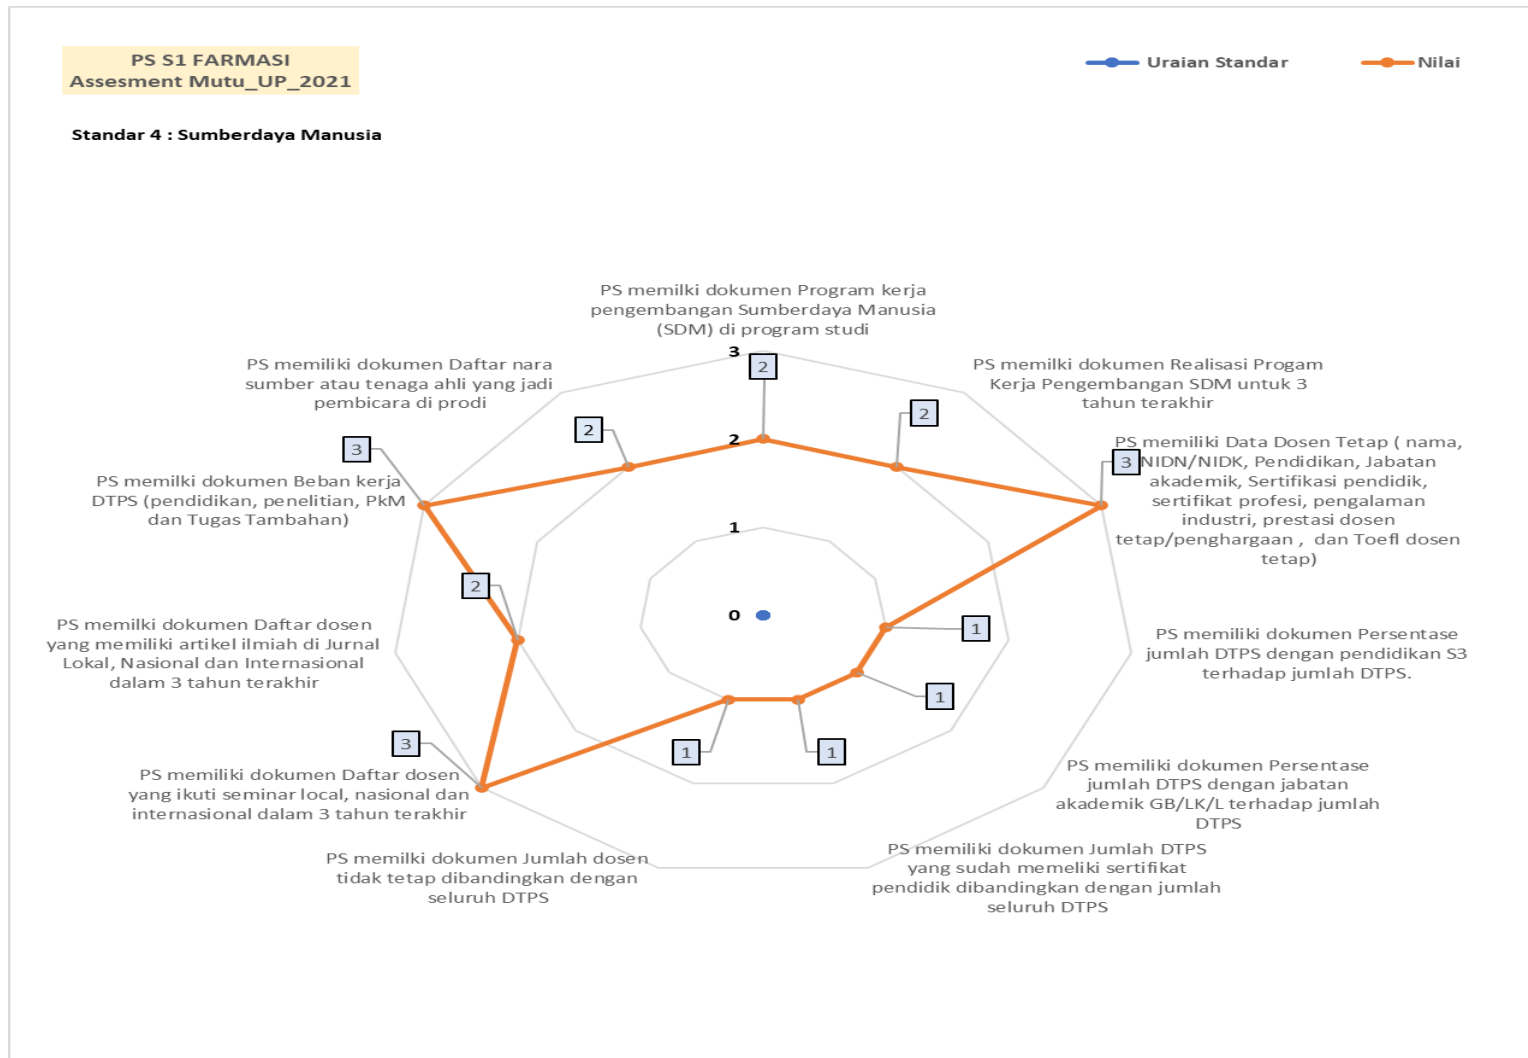 PS S1 FARMASI
Assesment Mutu_UP_2021
Uraian Standar
Nilai
Standar 4 : Sumberdaya Manusia
PS memilki dokumen Program kerja
pengembangan Sumberdaya Manusia
(SDM) di program studi
3
2
PS memilki dokumen Realisasi Progam
Kerja Pengembangan SDM untuk 3
tahun terakhir
2
PS memiliki Data Dosen Tetap ( nama,
NIDN/NIDK, Pendidikan, Jabatan
akademik, Sertifikasi pendidik,
sertifikat profesi, pengalaman
industri, prestasi dosen
tetap/penghargaan ,  dan Toefl dosen
tetap)
3
PS memiliki dokumen Persentase
jumlah DTPS dengan pendidikan S3
terhadap jumlah DTPS.
1
PS memiliki dokumen Persentase
jumlah DTPS dengan jabatan
akademik GB/LK/L terhadap jumlah
DTPS
1
PS memiliki dokumen Jumlah DTPS
yang sudah memeliki sertifikat
pendidik dibandingkan dengan jumlah
seluruh DTPS
1
PS memilki dokumen Jumlah dosen
tidak tetap dibandingkan dengan
seluruh DTPS
1
PS memiliki dokumen Daftar dosen
yang ikuti seminar local, nasional dan
internasional dalam 3 tahun terakhir
3
PS memiliki dokumen Daftar dosen
yang memiliki artikel ilmiah di Jurnal
Lokal, Nasional dan Internasional
dalam 3 tahun terakhir
2
PS memilki dokumen Beban kerja
DTPS (pendidikan, penelitian, PkM
dan Tugas Tambahan)
3
PS memiliki dokumen Daftar nara
sumber atau tenaga ahli yang jadi
pembicara di prodi
2
2
1
0